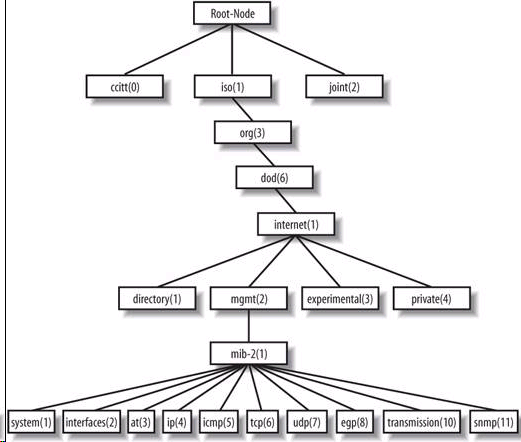 Root-Node
ccitt(0) iso(1) joint(2)
org(3)
dod(6)
internet(1)
directory(1) mgmt(2) experimental(3) private(4)
mib-2(1)
system(1) interfaces(2) at(3) ip(4) icmp(5) tcp(6) udp(7) egp(8) transmission(10) snmp(11)